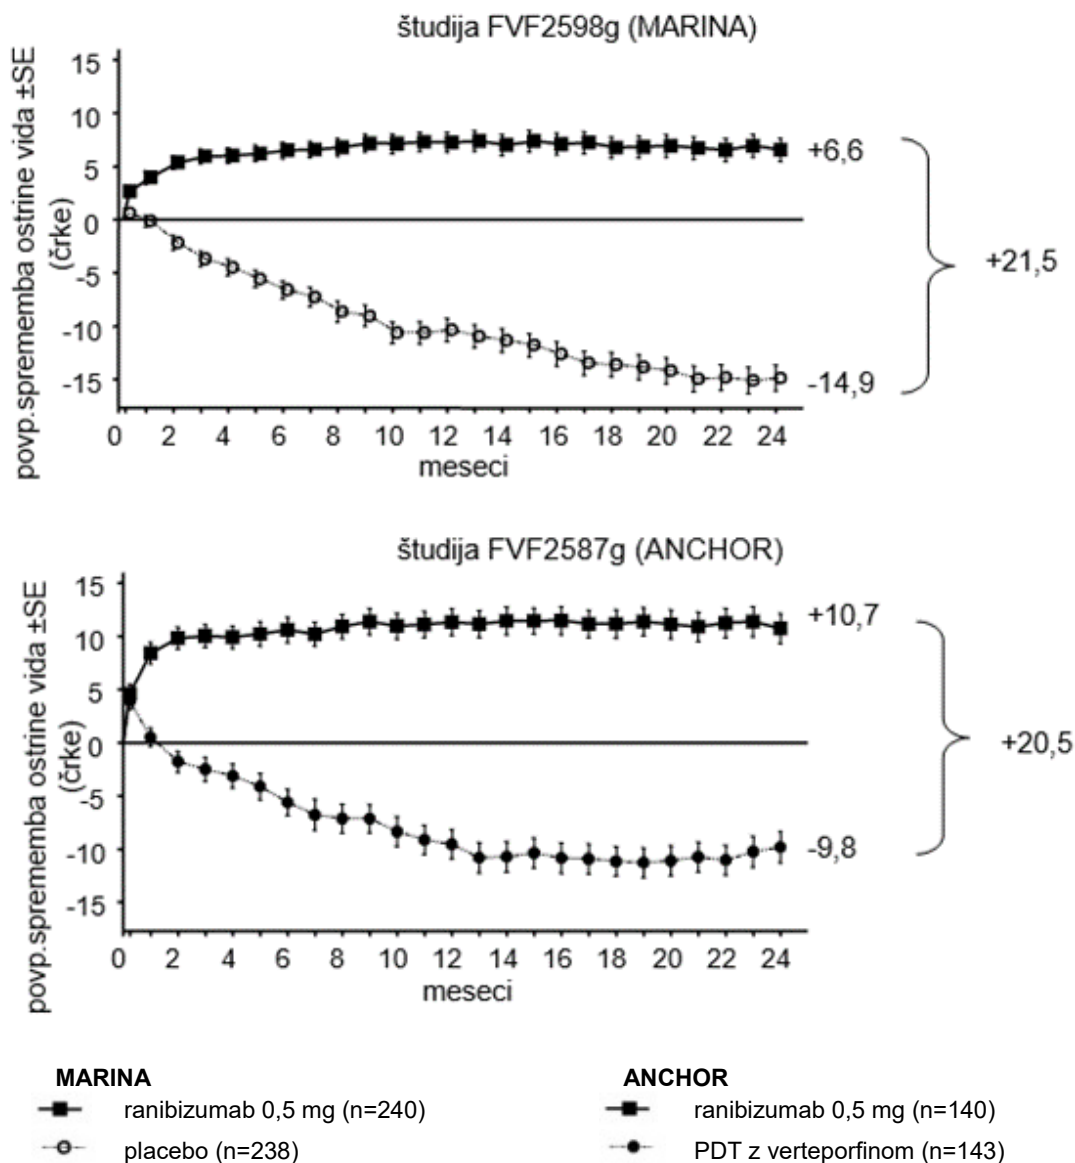 študija FVF2598g (MARINA)
povp.sprememba ostrine vida ±SE
(črke)
15
10
5
0
-5
-10
-15
+6,6
+21,5
-14,9
0 2 4 6 8 10 12 14 16 18 20 22 24
meseci
študija FVF2587g (ANCHOR)
povp.sprememba ostrine vida ±SE
(črke)
15
10
5
0
-5
-10
-15
+10,7
+20,5
-9,8
0 2 4 6 8 10 12 14 16 18 20 22 24
meseci
MARINA
ranibizumab 0,5 mg (n=240)
placebo (n=238)
ANCHOR
ranibizumab 0,5 mg (n=140)
PDT z verteporfinom (n=143)